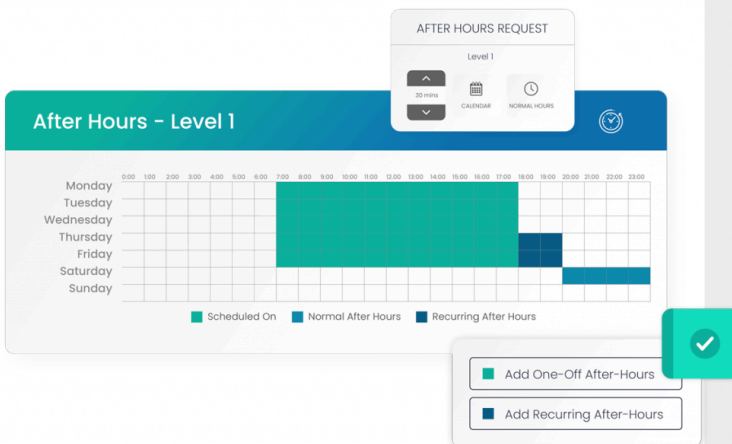 AFTER HOURS REQUEST
Level 1
30 mins
CALENDAR
NORMAL HOURS
After Hours - Level 1
0:00 1:00 2:00 3:00 4:00 5:00 6:00 7:00 8:00 9:00 10:00 11:00 12:00 13:00 14:00 15:00 16:00 17:00 18:00 19:00 20:00 21:00 22:00 23:00
Monday
Tuesday
Wednesday
Thursday
Friday
Saturday
Sunday
Scheduled On Normal After Hours Recurring After Hours
Add One-Off After-Hours
Add Recurring After-Hours